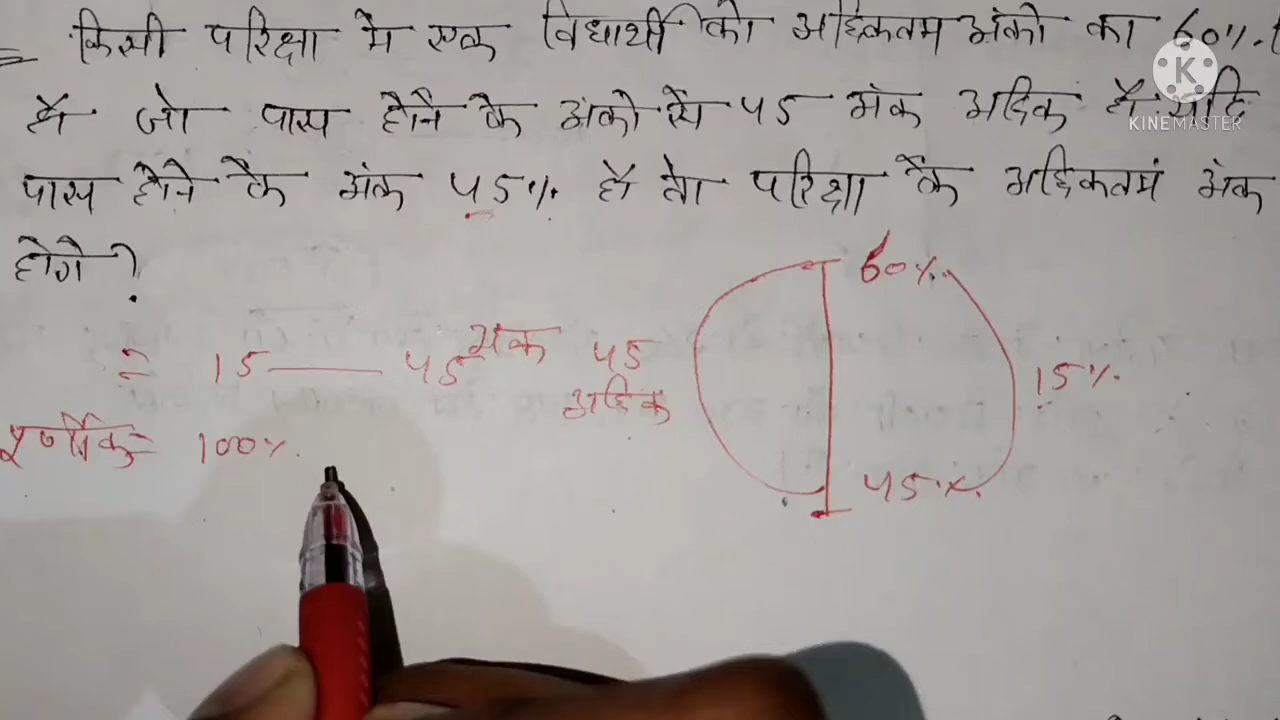 = किसी परिक्षा मे एक विधार्थी को अधिकतम अंको का 60%
है जो पास होने के अंको से 45 अंक अधिक है यदि
KINEMASTER
पास होने के अंक 45% है तो परिक्षा के अधिकतमं अंक
होगे ?
60%
= 15 — 45 अंक 45
अधिक
15%
पूर्णांक = 100%
45%